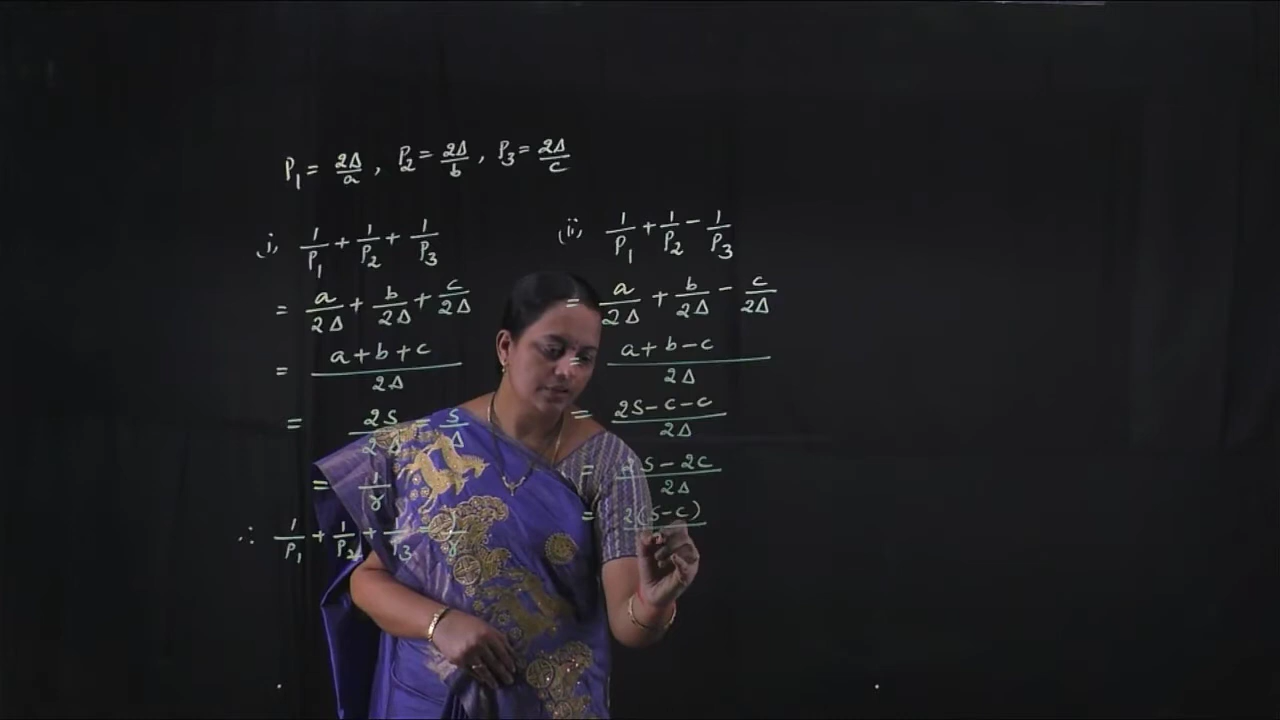 P₁ = 2Δ/a , P₂ = 2Δ/b , P₃ = 2Δ/c
(i) 1/P₁ + 1/P₂ + 1/P₃
= a/2Δ + b/2Δ + c/2Δ
= a+b+c/2Δ
= 2S/2Δ = S/Δ
= 1/r
∴ 1/P₁ + 1/P₂ + 1/P₃ = 1/r
(ii) 1/P₁ + 1/P₂ − 1/P₃
= a/2Δ + b/2Δ − c/2Δ
= a+b−c/2Δ
= 2S−c−c/2Δ
= 2S−2c/2Δ
= 2(S−c)